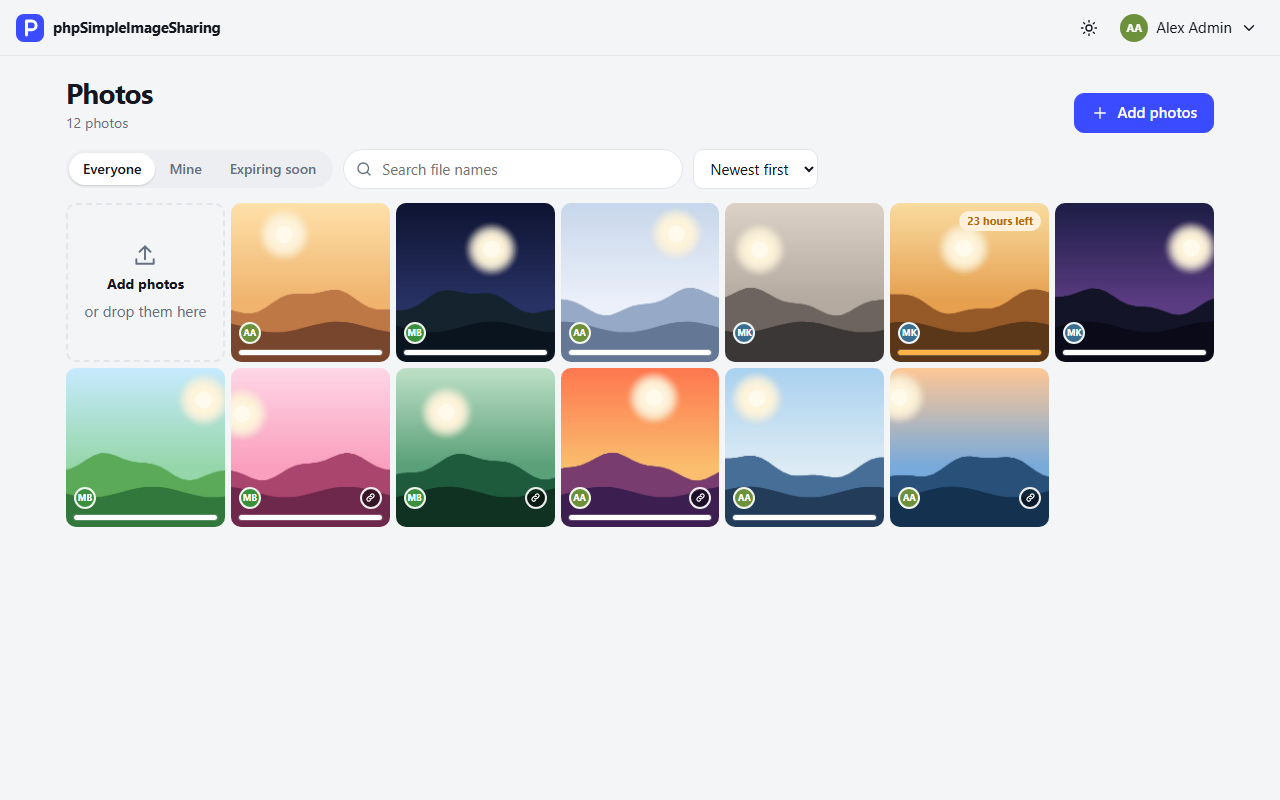 P phpSimpleImageSharing
AA Alex Admin
Photos
12 photos
Add photos
Everyone Mine Expiring soon
Search file names
Newest first
Add photos
or drop them here
AA
MB
AA
MK
23 hours left
MK
MK
MB
MB
MB
AA
AA
AA